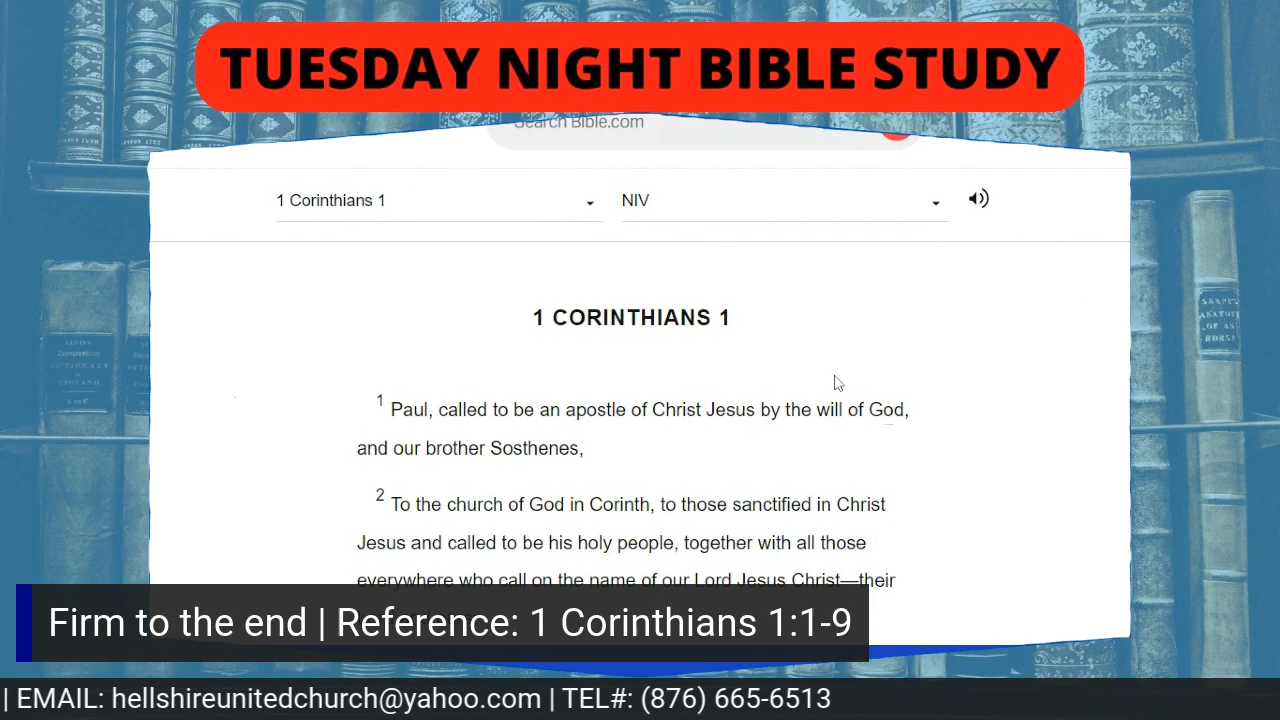 TUESDAY NIGHT BIBLE STUDY
Search Bible.com
1 Corinthians 1 NIV
1 CORINTHIANS 1
1 Paul, called to be an apostle of Christ Jesus by the will of God,
and our brother Sosthenes,
2 To the church of God in Corinth, to those sanctified in Christ
Jesus and called to be his holy people, together with all those
everywhere who call on the name of our Lord Jesus Christ—their
Firm to the end | Reference: 1 Corinthians 1:1-9
| EMAIL: hellshireunitedchurch@yahoo.com | TEL#: (876) 665-6513